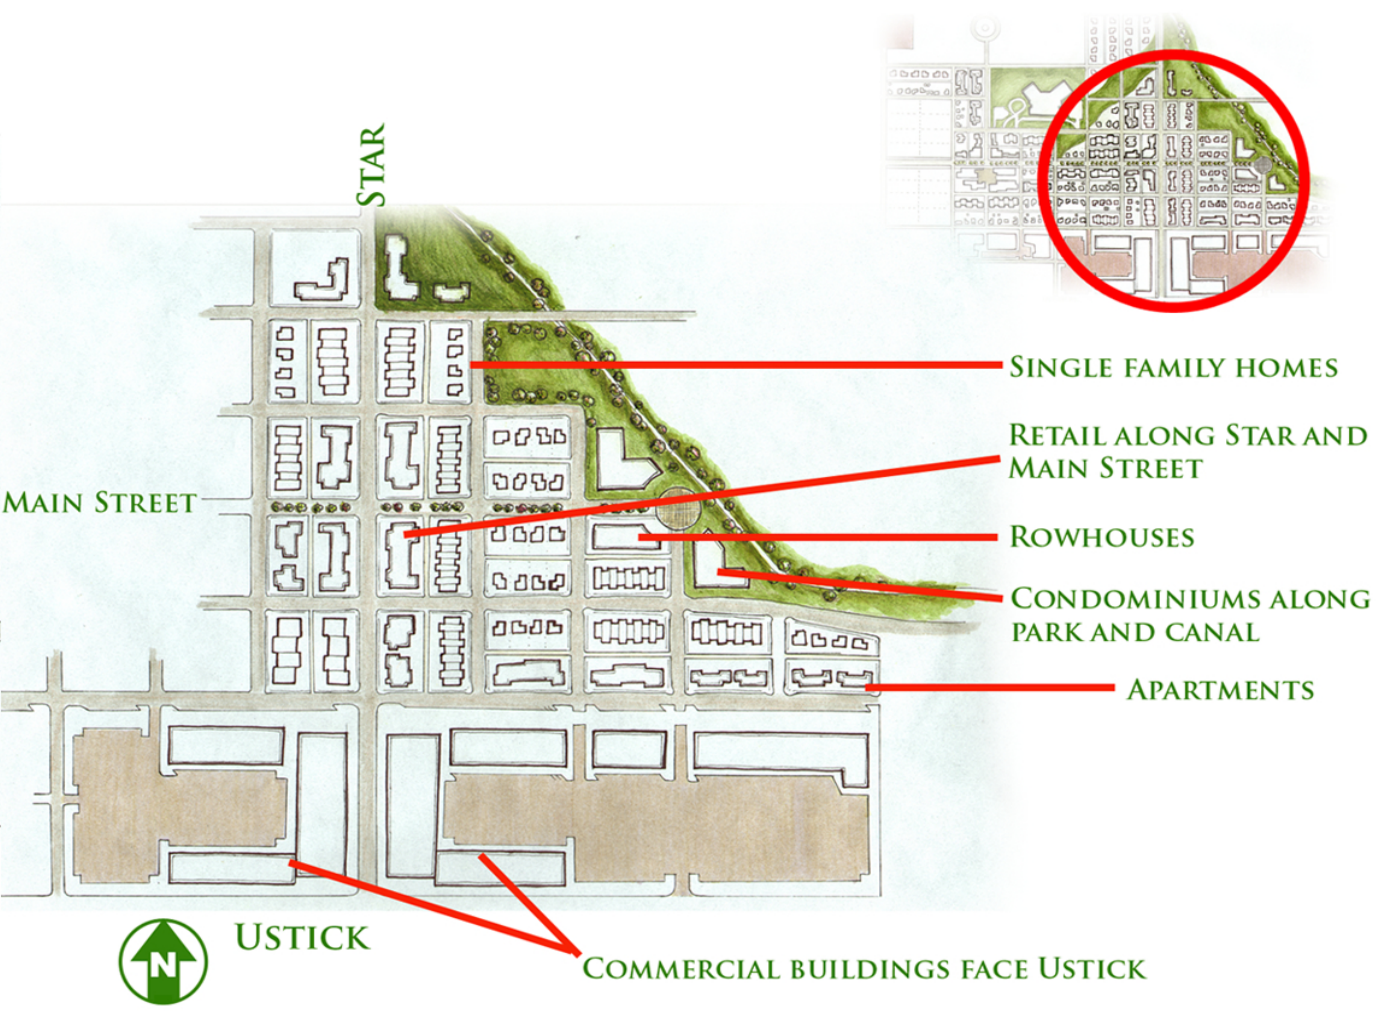 STAR
SINGLE FAMILY HOMES
RETAIL ALONG STAR AND
MAIN STREET
MAIN STREET
ROWHOUSES
CONDOMINIUMS ALONG
PARK AND CANAL
APARTMENTS
USTICK
N
COMMERCIAL BUILDINGS FACE USTICK